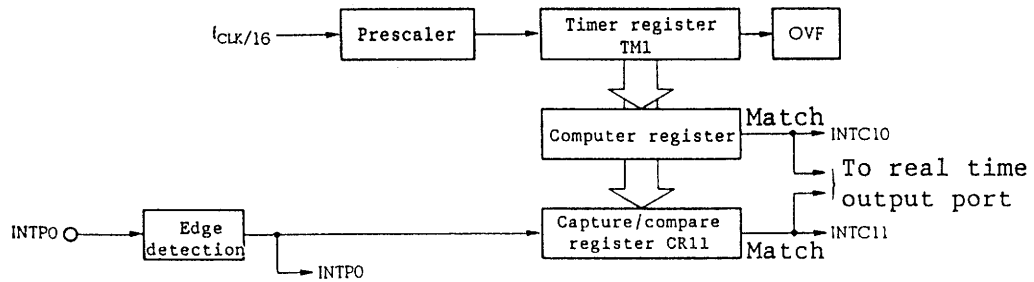 fCLK/16
Prescaler
Timer register
TM1
OVF
Computer register
Match
INTC10
To real time
output port
INTP0
Edge
detection
INTP0
Capture/compare
register CR11
Match
INTC11